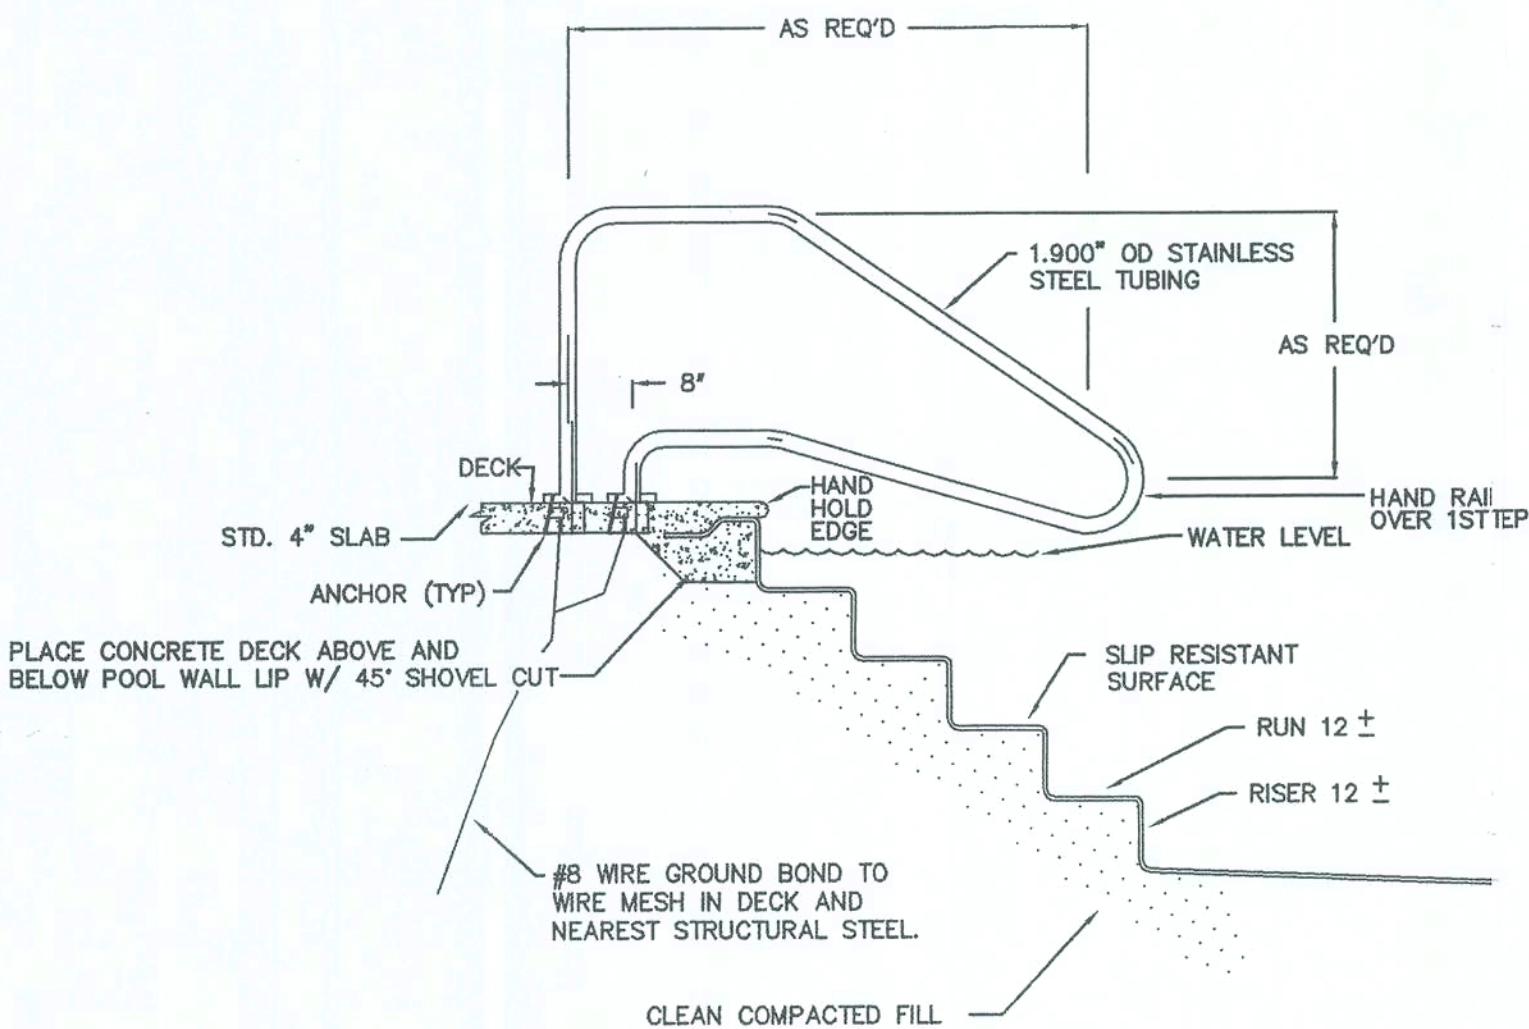 AS REQ'D
1.900" OD STAINLESS
STEEL TUBING
AS REQ'D
8"
DECK
HAND
HOLD
EDGE
HAND RAIL
OVER 1ST TEP
STD. 4" SLAB
WATER LEVEL
ANCHOR (TYP)
PLACE CONCRETE DECK ABOVE AND
BELOW POOL WALL LIP W/ 45° SHOVEL CUT
SLIP RESISTANT
SURFACE
RUN 12 ±
RISER 12 ±
#8 WIRE GROUND BOND TO
WIRE MESH IN DECK AND
NEAREST STRUCTURAL STEEL.
CLEAN COMPACTED FILL